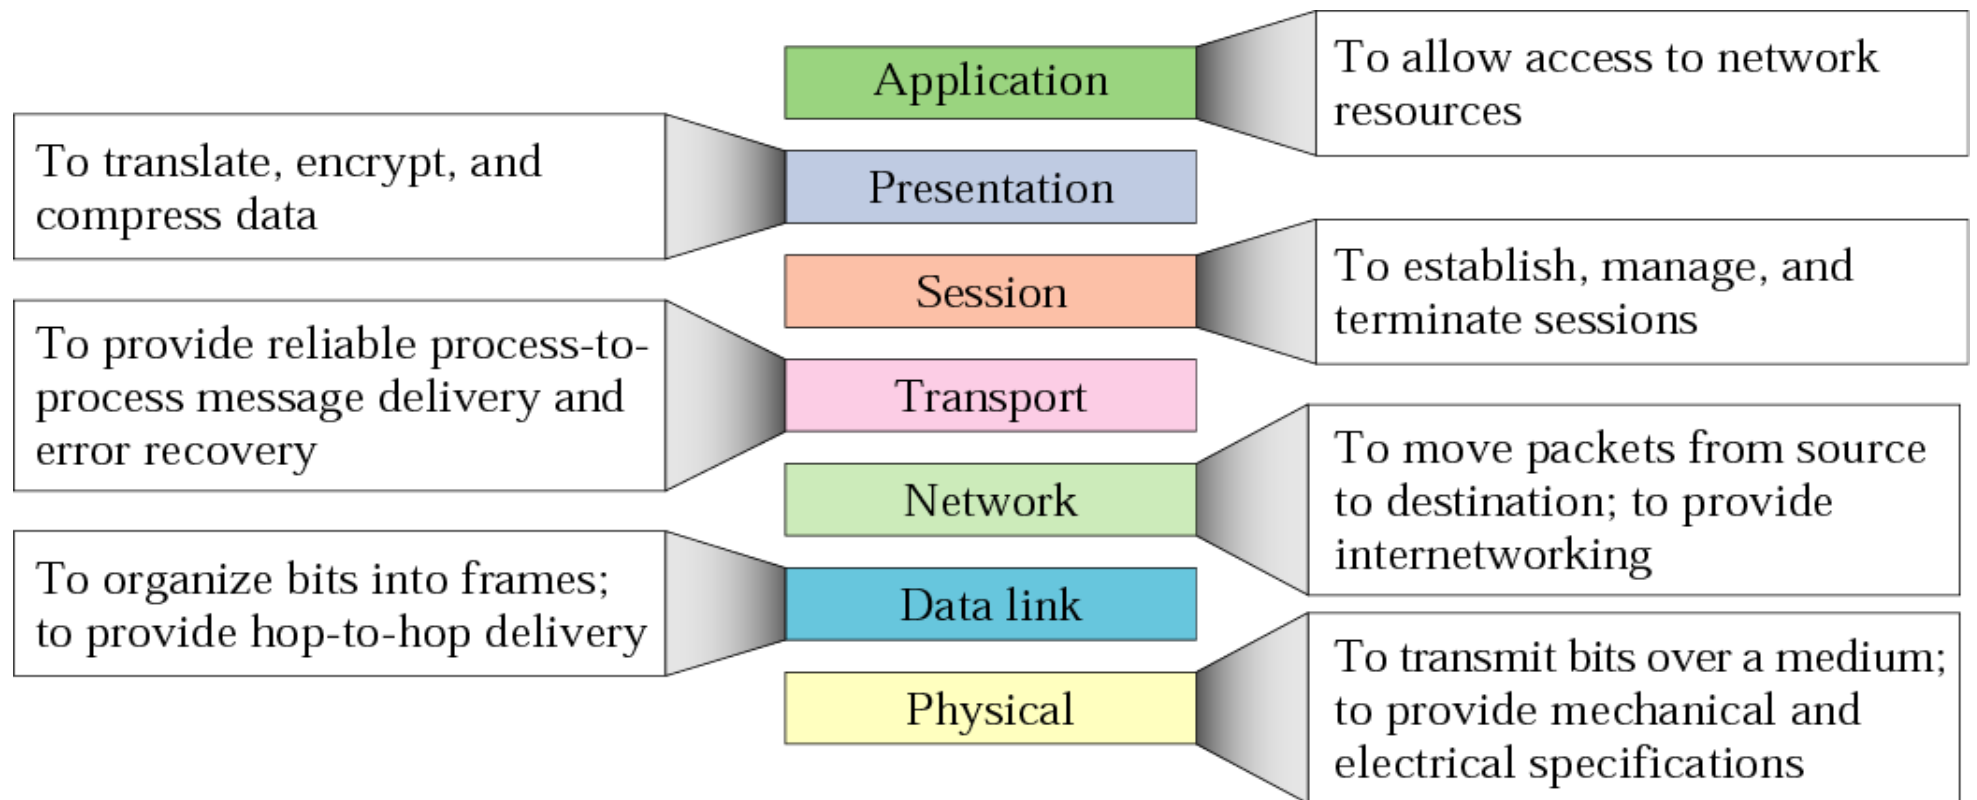 Application
To allow access to network
resources
To translate, encrypt, and
compress data
Presentation
Session
To establish, manage, and
terminate sessions
To provide reliable process-to-
process message delivery and
error recovery
Transport
Network
To move packets from source
to destination; to provide
internetworking
To organize bits into frames;
to provide hop-to-hop delivery
Data link
Physical
To transmit bits over a medium;
to provide mechanical and
electrical specifications